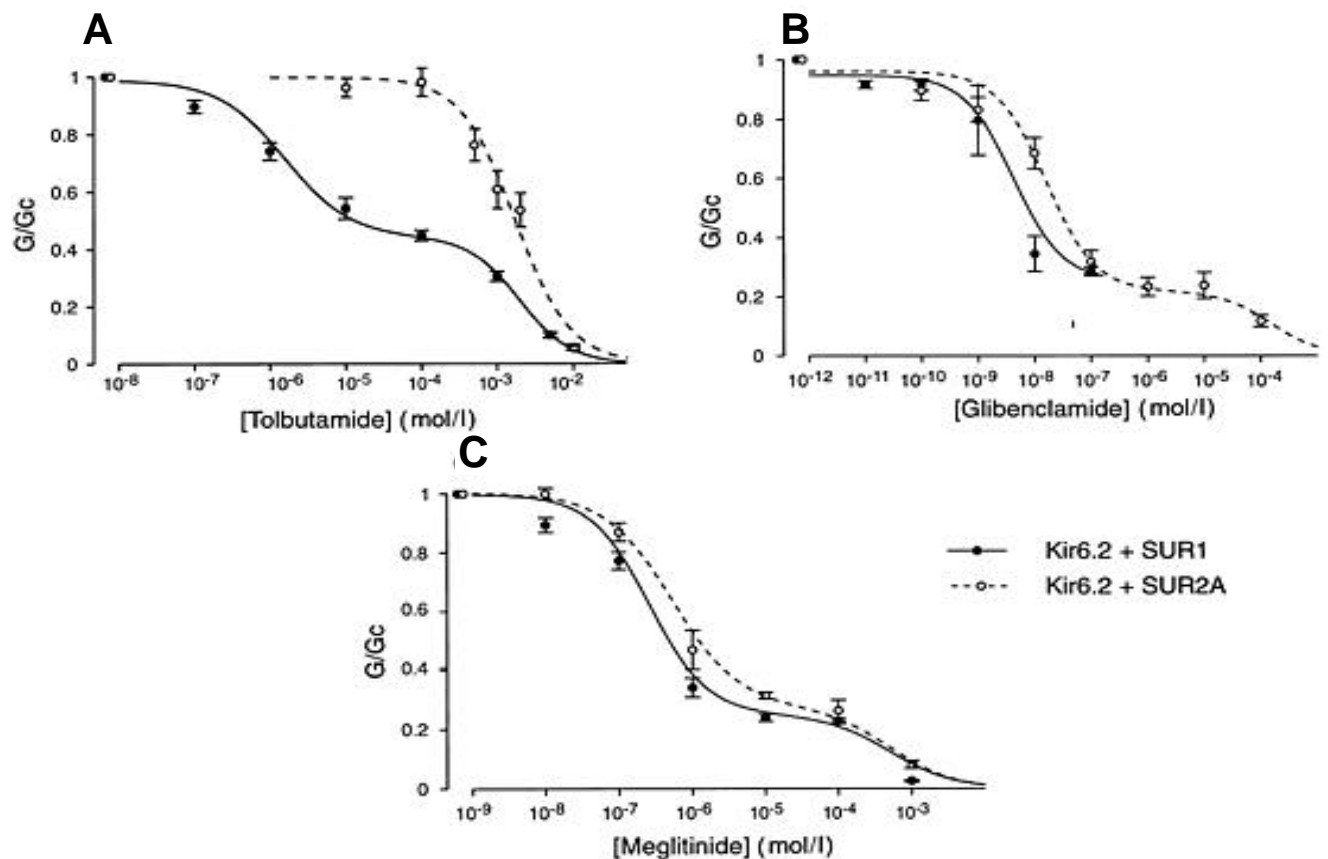 A
G/Gc
1
0.8
0.6
0.4
0.2
0
10-8 10-7 10-6 10-5 10-4 10-3 10-2
[Tolbutamide] (mol/l)
B
G/Gc
1
0.8
0.6
0.4
0.2
0
10-12 10-11 10-10 10-9 10-8 10-7 10-6 10-5 10-4
[Glibenclamide] (mol/l)
C
G/Gc
1
0.8
0.6
0.4
0.2
0
10-9 10-8 10-7 10-6 10-5 10-4 10-3
[Meglitinide] (mol/l)
Kir6.2 + SUR1
Kir6.2 + SUR2A